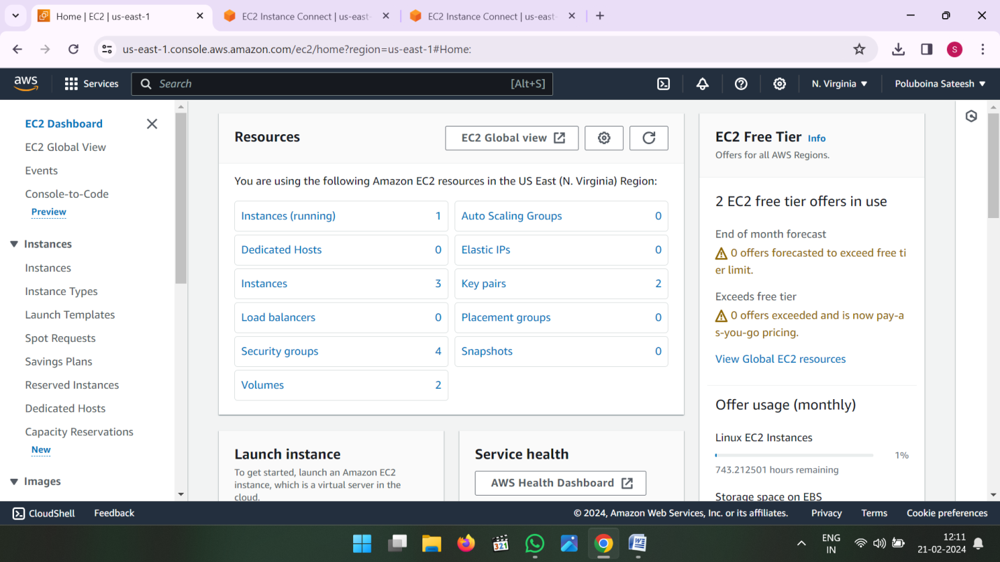 Home | EC2 | us-east-1
EC2 Instance Connect | us-east-
EC2 Instance Connect | us-east-
us-east-1.console.aws.amazon.com/ec2/home?region=us-east-1#Home:
S
aws
Services
Search
[Alt+S]
N. Virginia
Poluboina Sateesh
EC2 Dashboard
EC2 Global View
Events
Console-to-Code
Preview
Instances
Instances
Instance Types
Launch Templates
Spot Requests
Savings Plans
Reserved Instances
Dedicated Hosts
Capacity Reservations
New
Images
Resources
EC2 Global view
You are using the following Amazon EC2 resources in the US East (N. Virginia) Region:
Instances (running) 1
Auto Scaling Groups 0
Dedicated Hosts 0
Elastic IPs 0
Instances 3
Key pairs 2
Load balancers 0
Placement groups 0
Security groups 4
Snapshots 0
Volumes 2
Launch instance
To get started, launch an Amazon EC2
instance, which is a virtual server in the
cloud.
Service health
AWS Health Dashboard
EC2 Free Tier Info
Offers for all AWS Regions.
2 EC2 free tier offers in use
End of month forecast
0 offers forecasted to exceed free ti
er limit.
Exceeds free tier
0 offers exceeded and is now pay-a
s-you-go pricing.
View Global EC2 resources
Offer usage (monthly)
Linux EC2 Instances
1%
743.212501 hours remaining
Storage space on EBS
CloudShell
Feedback
© 2024, Amazon Web Services, Inc. or its affiliates.
Privacy
Terms
Cookie preferences
321
ENG
IN
12:11
21-02-2024